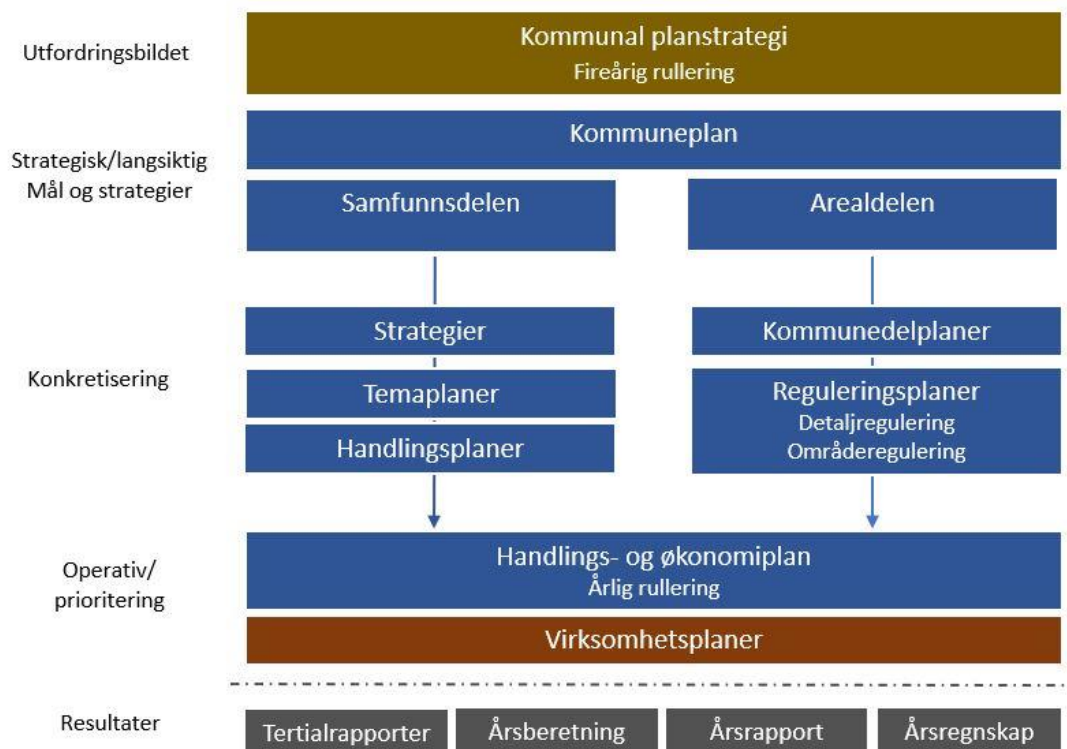 Utfordringsbildet
Kommunal planstrategi
Fireårig rullering
Strategisk/langsiktig
Mål og strategier
Kommuneplan
Samfunnsdelen
Arealdelen
Konkretisering
Strategier
Temaplaner
Handlingsplaner
Kommunedelplaner
Reguleringsplaner
Detaljregulering
Områderegulering
Operativ/
prioritering
Handlings- og økonomiplan
Årlig rullering
Virksomhetsplaner
Resultater
Tertialrapporter
Årsberetning
Årsrapport
Årsregnskap